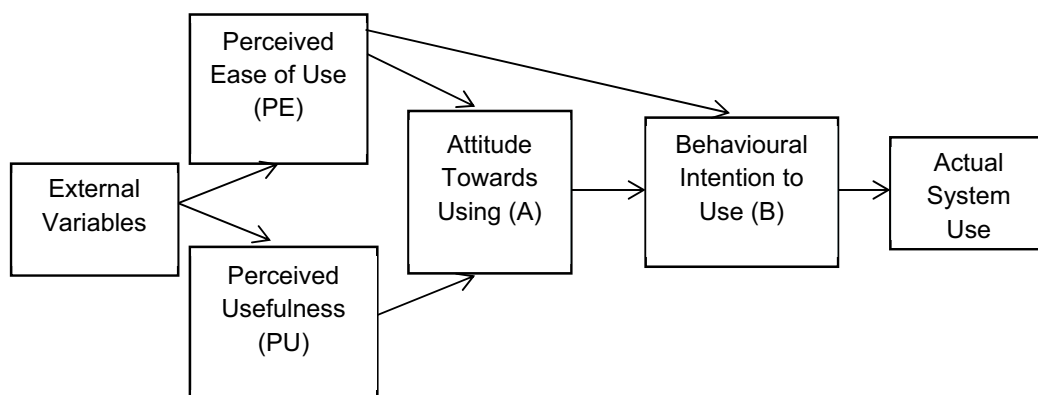 Perceived
Ease of Use
(PE)
External
Variables
Perceived
Usefulness
(PU)
Attitude
Towards
Using (A)
Behavioural
Intention to
Use (B)
Actual
System
Use